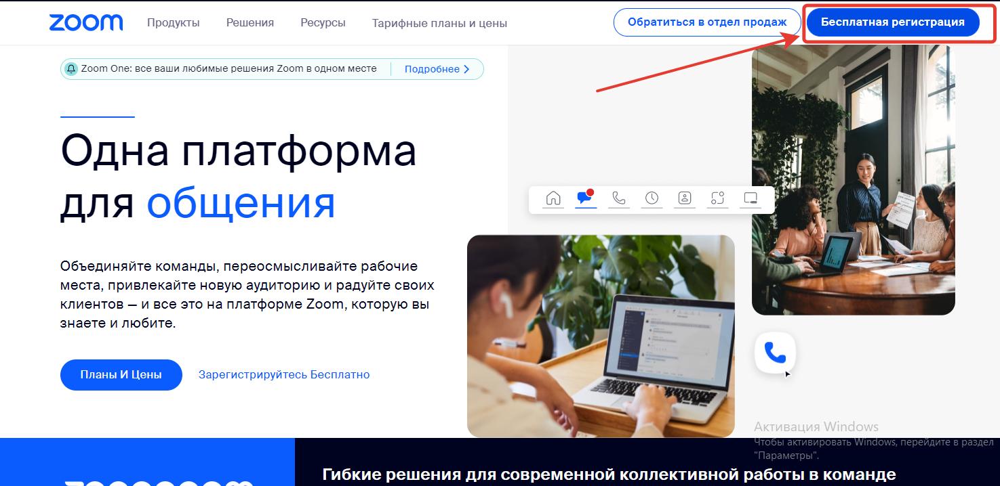 zoom
Продукты
Решения
Ресурсы
Тарифные планы и цены
Обратиться в отдел продаж
Бесплатная регистрация
Zoom One: все ваши любимые решения Zoom в одном месте
Подробнее
Одна платформа
для общения
Объединяйте команды, переосмысливайте рабочие
места, привлекайте новую аудиторию и радуйте своих
клиентов — и все это на платформе Zoom, которую вы
знаете и любите.
Планы И Цены
Зарегистрируйтесь Бесплатно
Активация Windows
Чтобы активировать Windows, перейдите в раздел
"Параметры".
Гибкие решения для современной коллективной работы в команде